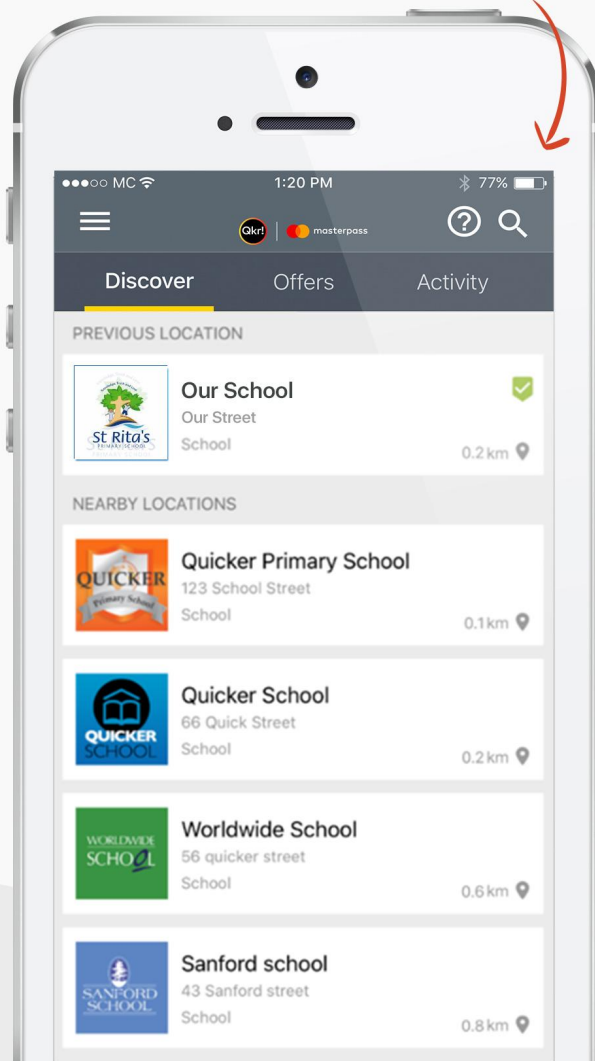 MC
1:20 PM
77%
Qkr!
masterpass
Discover
Offers
Activity
PREVIOUS LOCATION
St Rita's
PRIMARY SCHOOL
Our School
Our Street
School
0.2 km
NEARBY LOCATIONS
QUICKER
Primary School
Quicker Primary School
123 School Street
School
0.1 km
QUICKER
SCHOOL
Quicker School
66 Quick Street
School
0.2 km
WORLDWIDE
SCHOOL
Worldwide School
56 quicker street
School
0.6 km
SANFORD
SCHOOL
Sanford school
43 Sanford street
School
0.8 km